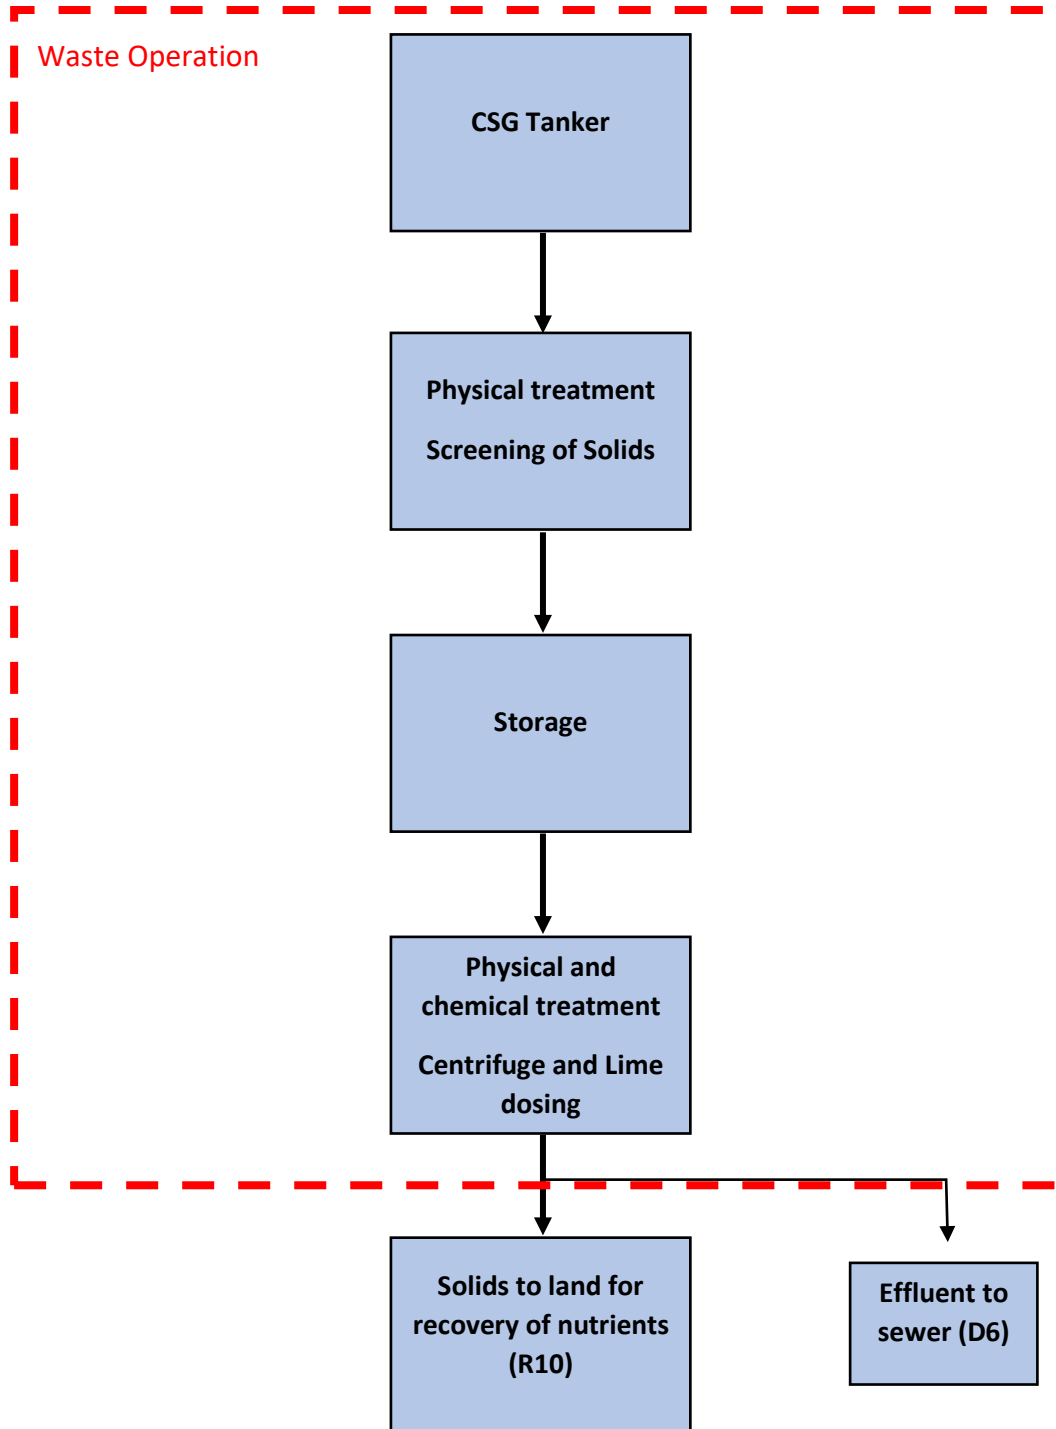 Waste Operation
CSG Tanker
Physical treatment
Screening of Solids
Storage
Physical and
chemical treatment
Centrifuge and Lime
dosing
Solids to land for
recovery of nutrients
(R10)
Effluent to
sewer (D6)